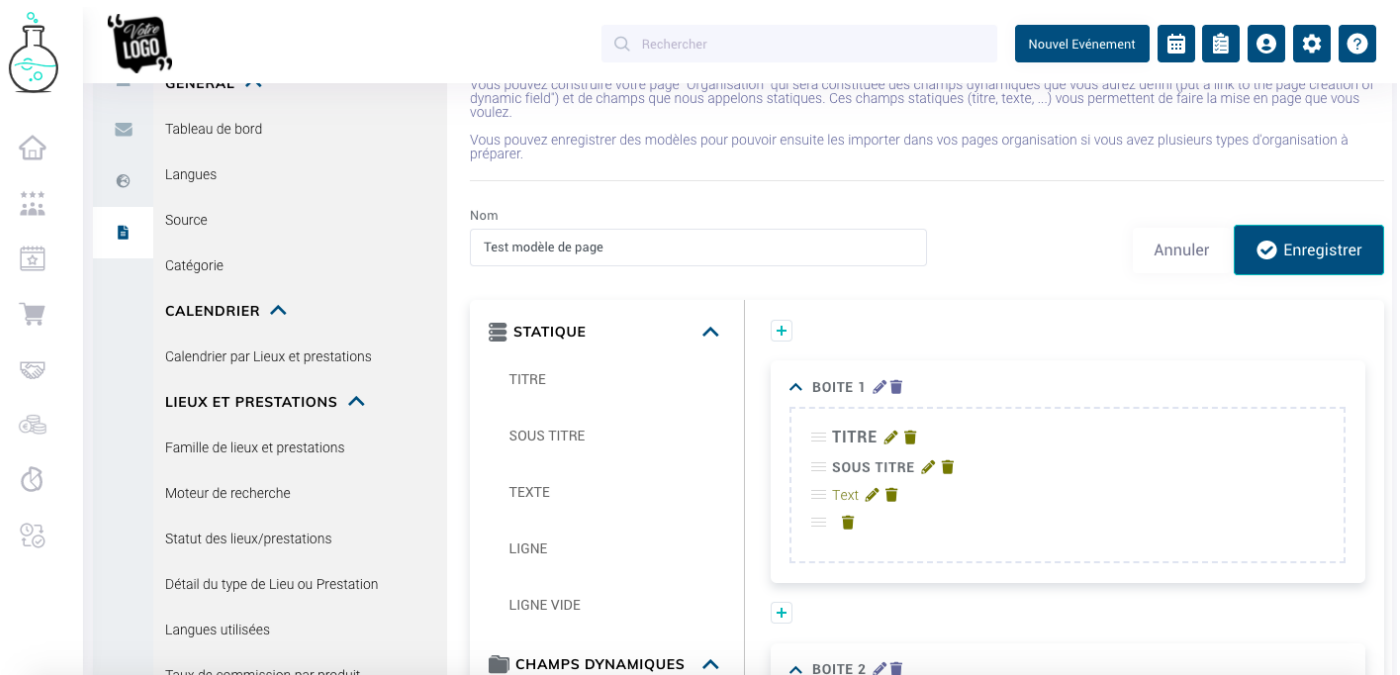 Votre
LOGO
Rechercher
Nouvel Evénement
GÉNÉRAL
Tableau de bord
Langues
Source
Catégorie
CALENDRIER
Calendrier par Lieux et prestations
LIEUX ET PRESTATIONS
Famille de lieux et prestations
Moteur de recherche
Statut des lieux/prestations
Détail du type de Lieu ou Prestation
Langues utilisées
Taux de commission par produit
Vous pouvez construire votre page "Organisation" qui sera constituée des champs dynamiques que vous aurez défini (put a link to the page creation of
dynamic field") et de champs que nous appelons statiques. Ces champs statiques (titre, texte, ...) vous permettent de faire la mise en page que vous
voulez.
Vous pouvez enregistrer des modèles pour pouvoir ensuite les importer dans vos pages organisation si vous avez plusieurs types d'organisation à
préparer.
Nom
Test modèle de page
Annuler
Enregistrer
STATIQUE
TITRE
SOUS TITRE
TEXTE
LIGNE
LIGNE VIDE
CHAMPS DYNAMIQUES
BOITE 1
TITRE
SOUS TITRE
Text
BOITE 2